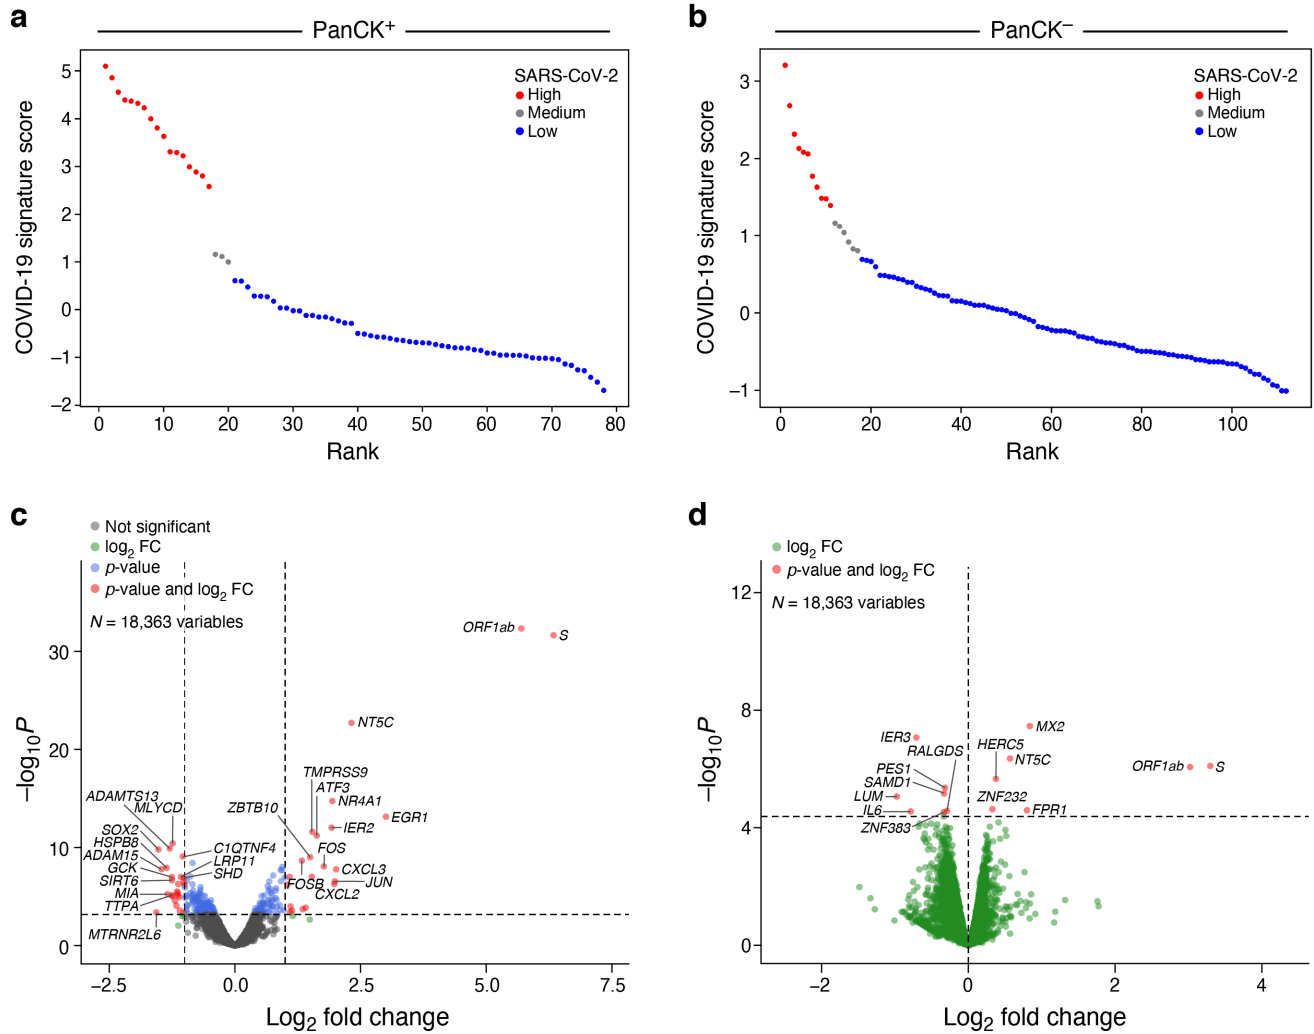 a
PanCK+
COVID-19 signature score
5
4
3
2
1
0
–1
–2
SARS-CoV-2
High
Medium
Low
0 10 20 30 40 50 60 70 80
Rank
b
PanCK–
COVID-19 signature score
3
2
1
0
–1
SARS-CoV-2
High
Medium
Low
0 20 40 60 80 100
Rank
c
Not significant
log2 FC
p-value
p-value and log2 FC
N = 18,363 variables
–log10P
30
20
10
0
ORF1ab
S
NT5C
TMPRSS9
ATF3
ZBTB10
NR4A1
EGR1
IER2
FOS
CXCL3
JUN
FOSB
CXCL2
ADAMTS13
MLYCD
SOX2
HSPB8
ADAM15
GCK
SIRT6
MIA
TTPA
MTRNR2L6
C1QTNF4
LRP11
SHD
–2.5 0.0 2.5 5.0 7.5
Log2 fold change
d
log2 FC
p-value and log2 FC
N = 18,363 variables
–log10P
12
8
4
0
MX2
IER3
RALGDS
HERC5
NT5C
ORF1ab
S
PES1
SAMD1
LUM
IL6
ZNF383
ZNF232
FPR1
–2 0 2 4
Log2 fold change